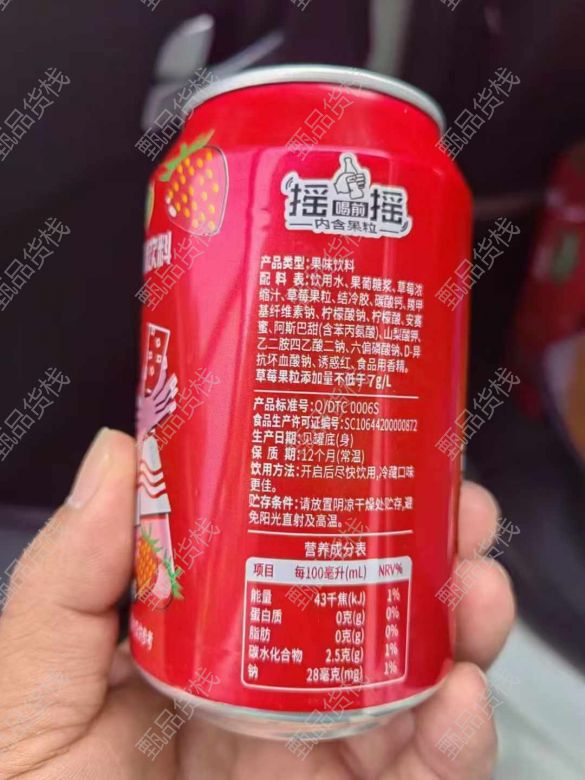 摇 喝前 摇
内含果粒
产品类型:果味饮料
配 料 表:饮用水、果葡糖浆、草莓浓
缩汁、草莓果粒、结冷胶、碳酸钙、羧甲
基纤维素钠、柠檬酸钠、柠檬酸、安赛
蜜、阿斯巴甜(含苯丙氨酸)、山梨酸钾、
乙二胺四乙酸二钠、六偏磷酸钠、D-异
抗坏血酸钠、诱惑红、食品用香精。
草莓果粒添加量不低于7g/L
产品标准号:Q/DTC 0006S
食品生产许可证编号:SC10644200000872
生产日期:见罐底(身)
保 质 期:12个月(常温)
饮用方法:开启后尽快饮用,冷藏口味
更佳。
贮存条件:请放置阴凉干燥处贮存,避
免阳光直射及高温。
营养成分表
项目 每100毫升(mL) NRV%
能量 43千焦(kJ) 1%
蛋白质 0克(g) 0%
脂肪 0克(g) 0%
碳水化合物 2.5克(g) 1%
钠 28毫克(mg) 1%
饮料
甄品货栈